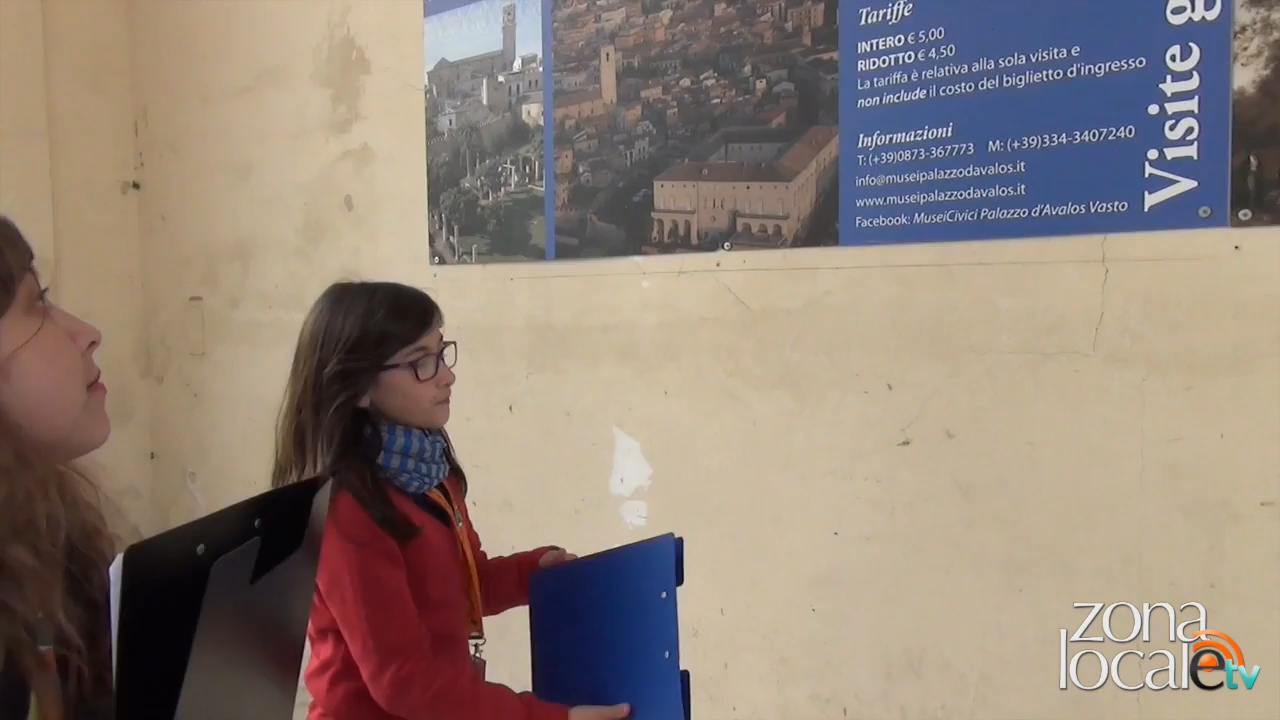 Tariffe
INTERO € 5,00
RIDOTTO € 4,50
La tariffa è relativa alla sola visita e
non include il costo del biglietto d'ingresso
Informazioni
T: (+39)0873-367773 M: (+39)334-3407240
info@museipalazzodavalos.it
www.museipalazzodavalos.it
Facebook: MuseiCivici Palazzo d'Avalos Vasto
Visite g
zona
locale tv